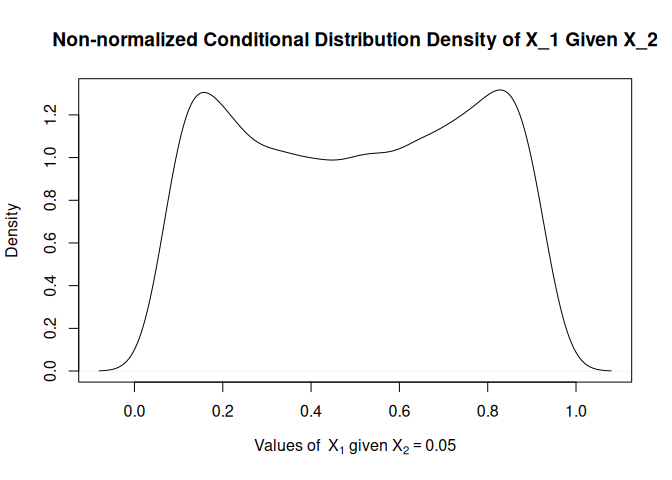 Non-normalized Conditional Distribution Density of X_1 Given X_2
Density
0.0 0.2 0.4 0.6 0.8 1.0 1.2
0.0 0.2 0.4 0.6 0.8 1.0
Values of X₁ given X₂ = 0.05